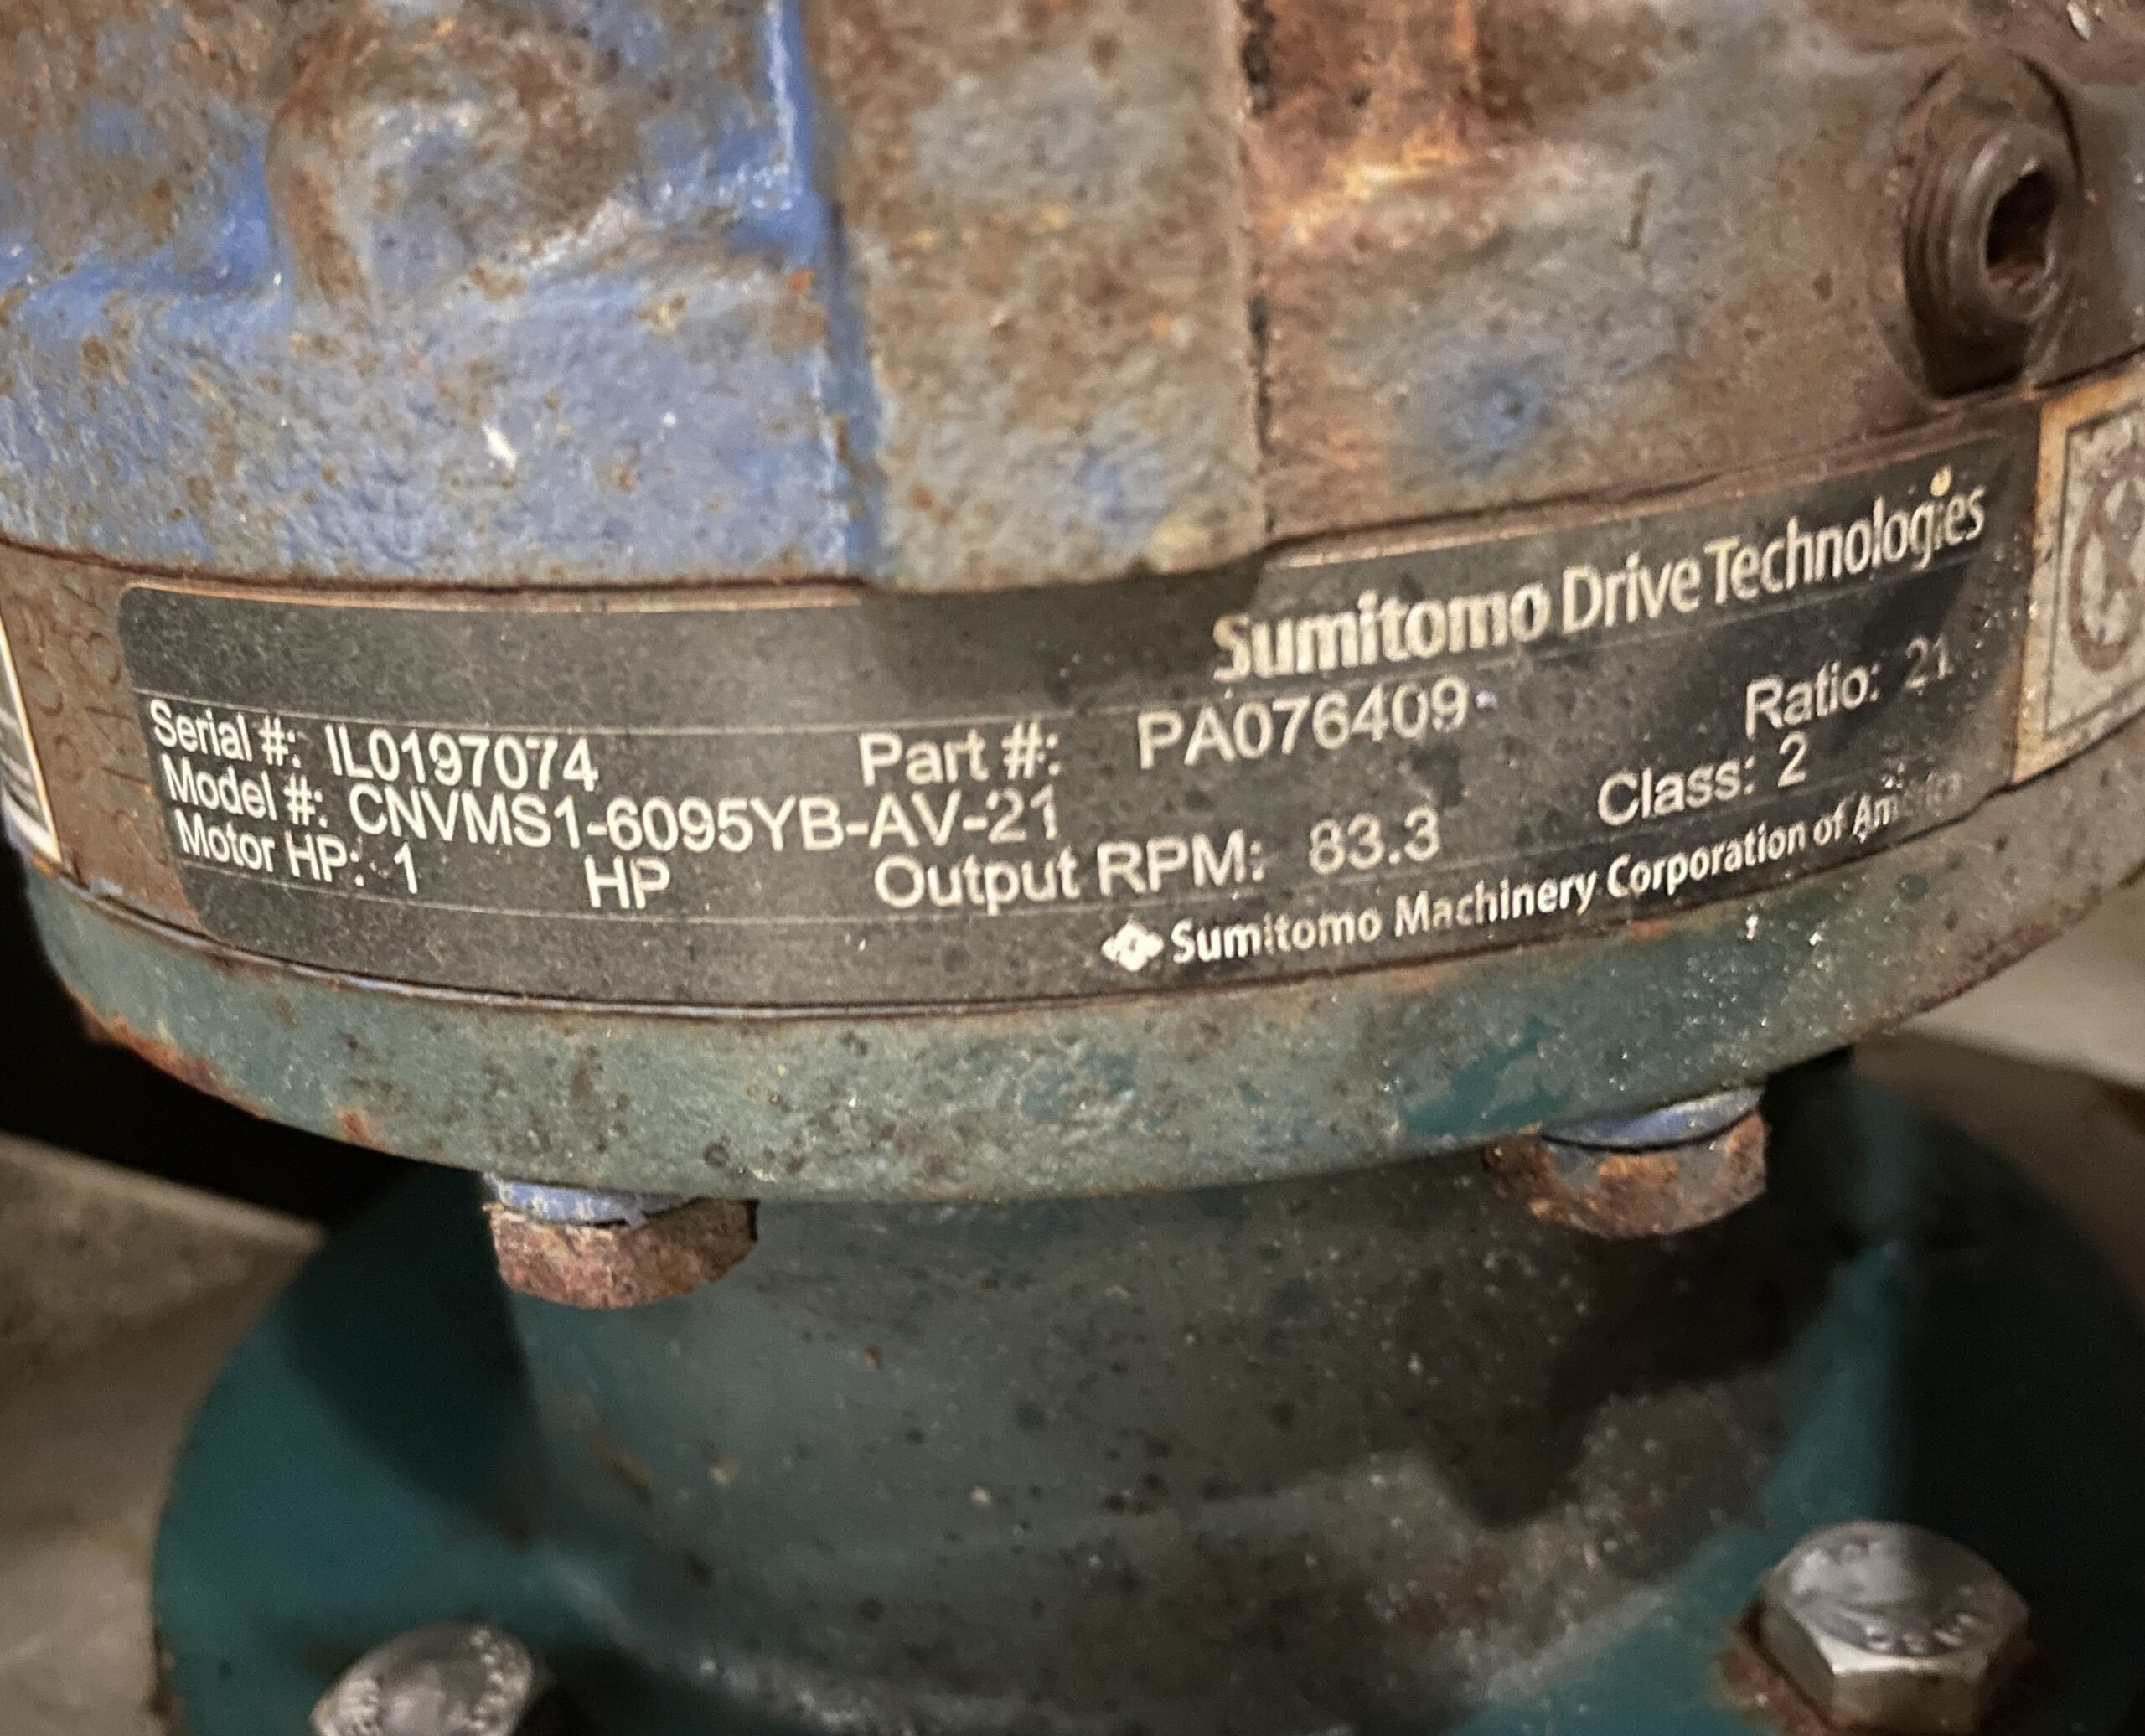 Sumitomo Drive Technologies
Serial #: IL0197074 Part #: PA076409 Ratio: 21
Model #: CNVMS1-6095YB-AV-21 Class: 2
Motor HP: 1 HP Output RPM: 83.3
Sumitomo Machinery Corporation of America